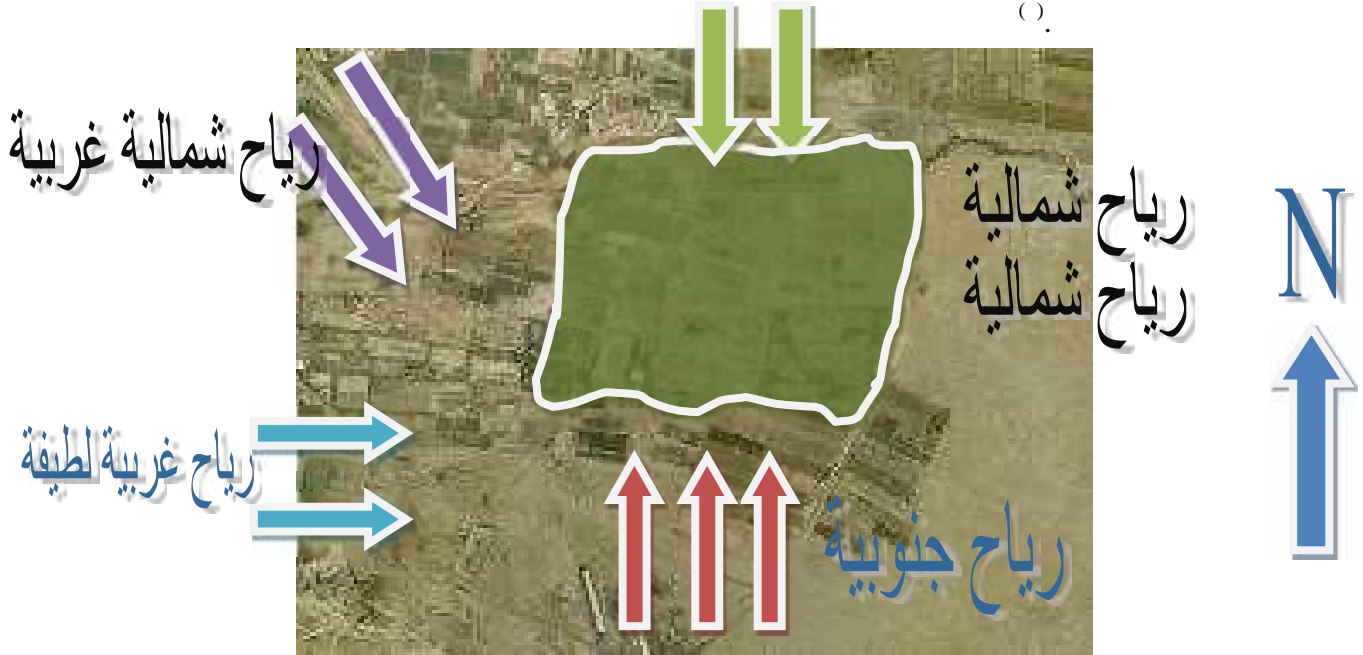 ( )
.
رياح شمالية غربية
رياح شمالية
رياح شمالية
N
رياح غربية لطيفة
رياح جنوبية